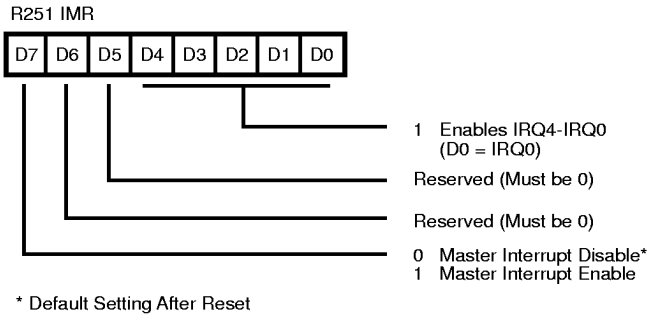 R251 IMR
D7 D6 D5 D4 D3 D2 D1 D0
1 Enables IRQ4-IRQ0
(D0 = IRQ0)
Reserved (Must be 0)
Reserved (Must be 0)
0 Master Interrupt Disable*
1 Master Interrupt Enable
* Default Setting After Reset